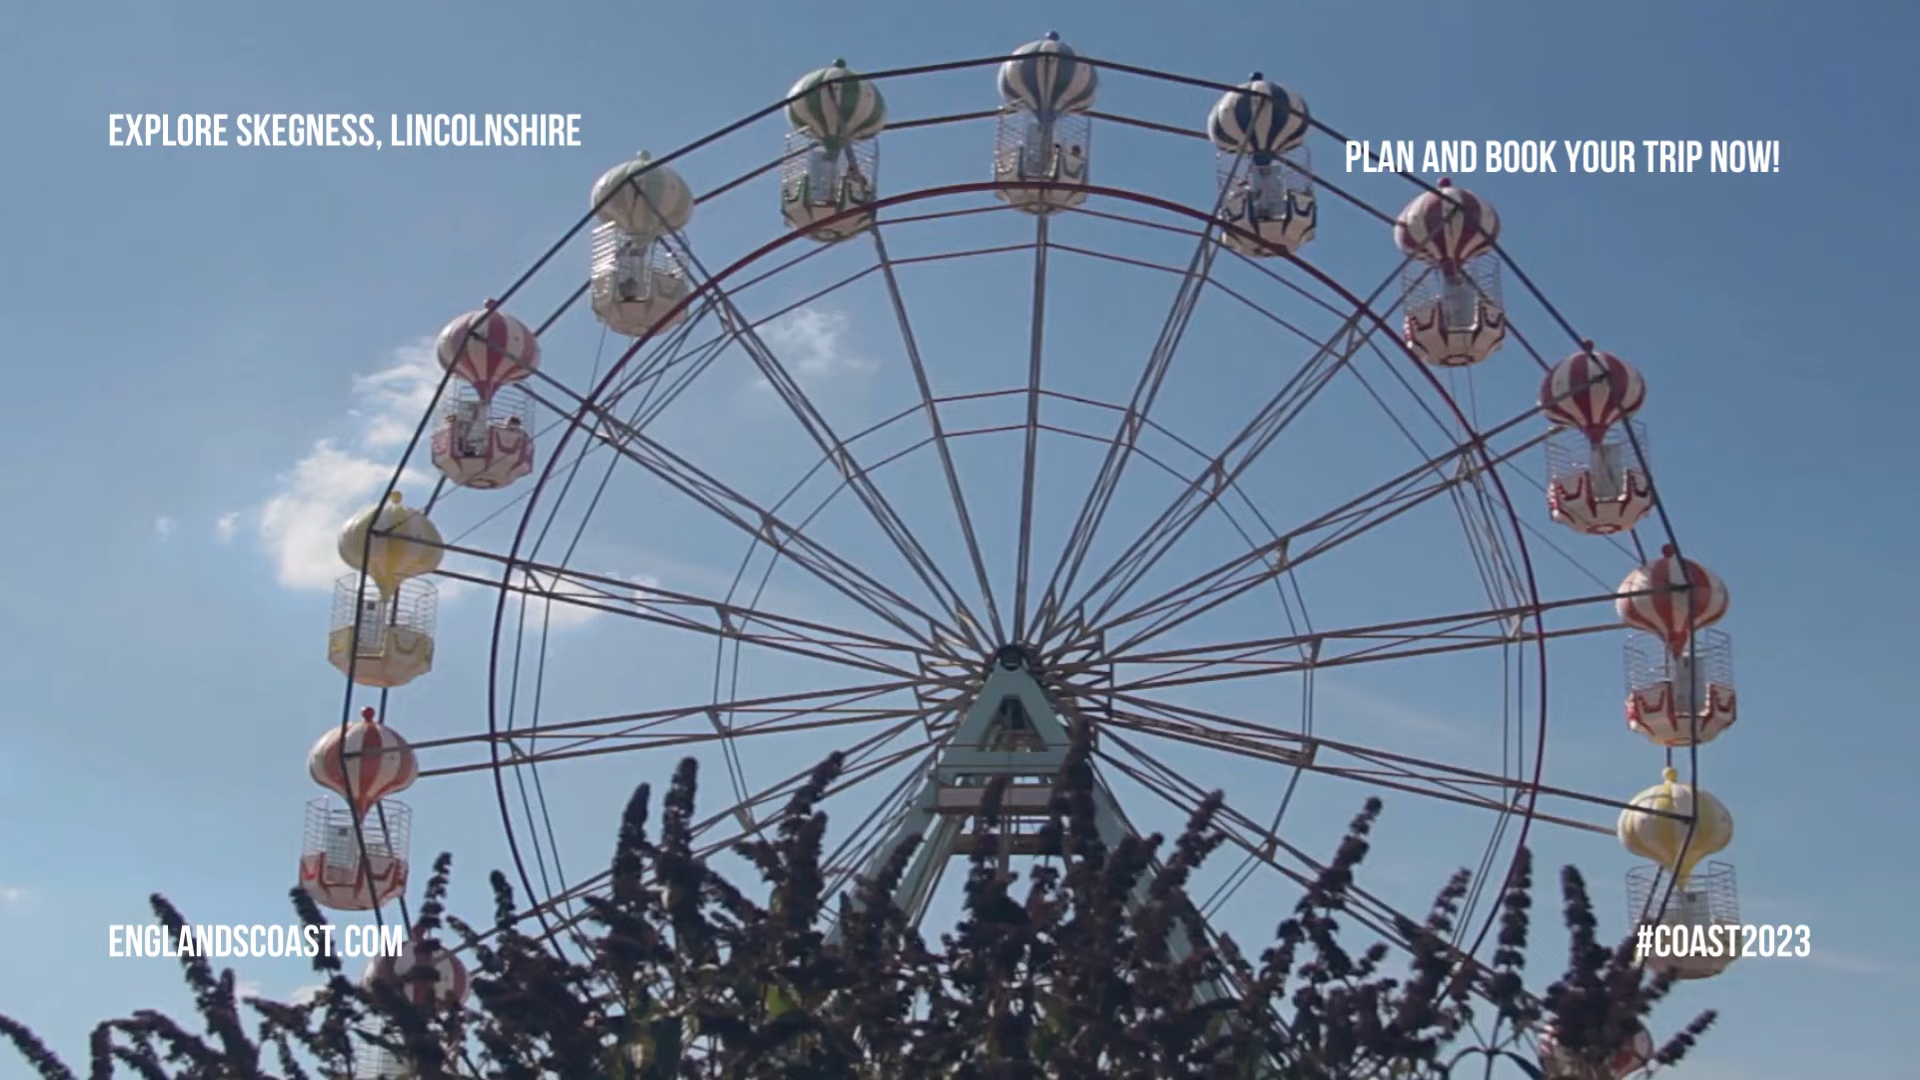 EXPLORE SKEGNESS, LINCOLNSHIRE
PLAN AND BOOK YOUR TRIP NOW!
ENGLANDSCOAST.COM
#COAST2023